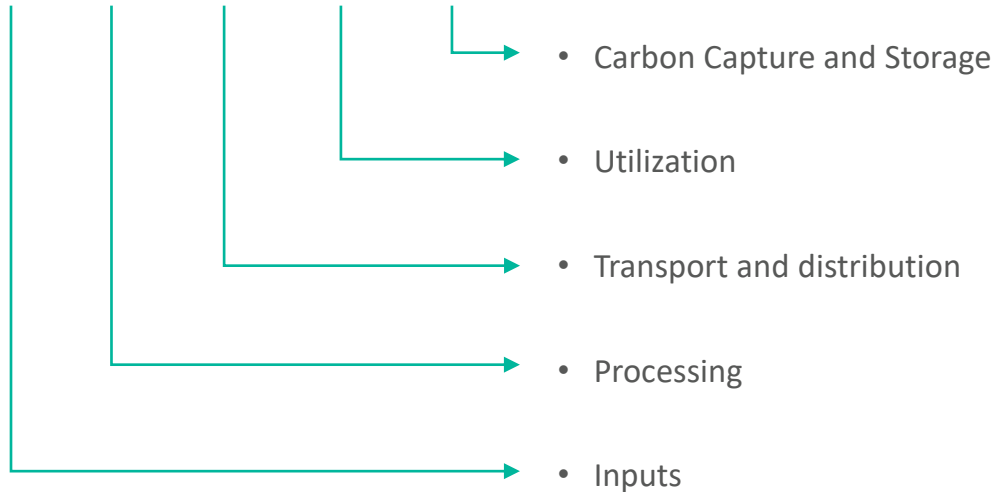 • Carbon Capture and Storage
• Utilization
• Transport and distribution
• Processing
• Inputs